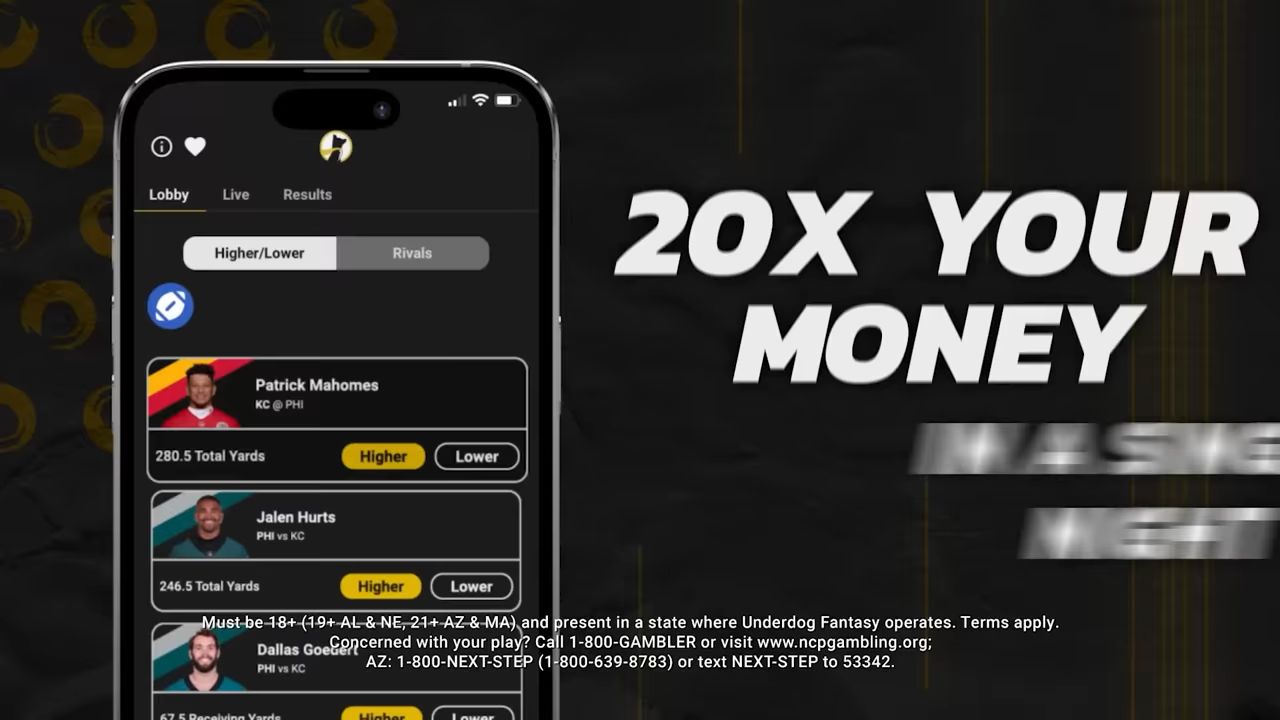 Lobby Live Results
Higher/Lower Rivals
Patrick Mahomes
KC @ PHI
280.5 Total Yards Higher Lower
Jalen Hurts
PHI vs KC
246.5 Total Yards Higher Lower
Dallas Goedert
PHI vs KC
67.5 Receiving Yards Higher Lower
20X YOUR
MONEY
IN A SINGLE
NIGHT
Must be 18+ (19+ AL & NE, 21+ AZ & MA) and present in a state where Underdog Fantasy operates. Terms apply.
Concerned with your play? Call 1-800-GAMBLER or visit www.ncpgambling.org;
AZ: 1-800-NEXT-STEP (1-800-639-8783) or text NEXT-STEP to 53342.